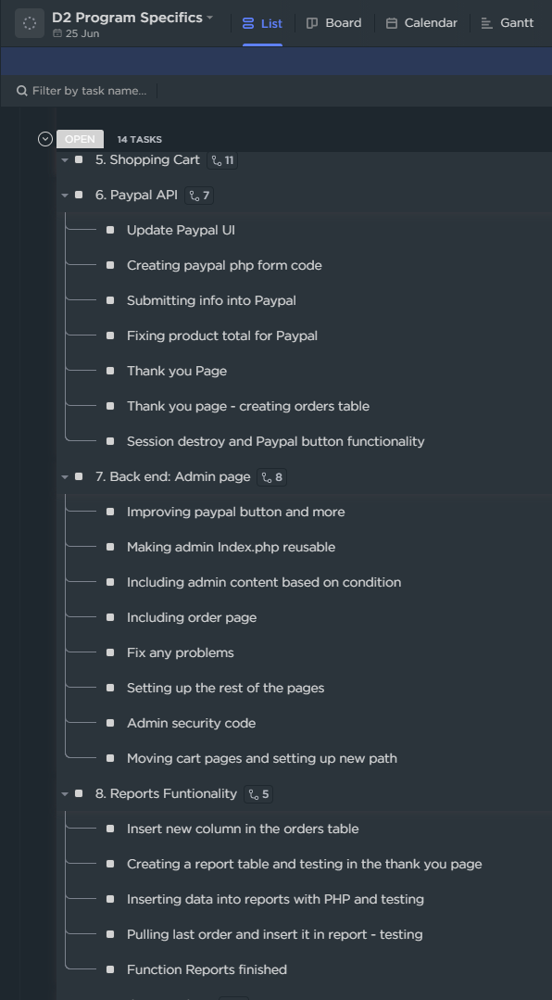 D2 Program Specifics
25 Jun
List
Board
Calendar
Gantt
Filter by task name...
OPEN
14 TASKS
5. Shopping Cart 11
6. Paypal API 7
Update Paypal UI
Creating paypal php form code
Submitting info into Paypal
Fixing product total for Paypal
Thank you Page
Thank you page - creating orders table
Session destroy and Paypal button functionality
7. Back end: Admin page 8
Improving paypal button and more
Making admin Index.php reusable
Including admin content based on condition
Including order page
Fix any problems
Setting up the rest of the pages
Admin security code
Moving cart pages and setting up new path
8. Reports Funtionality 5
Insert new column in the orders table
Creating a report table and testing in the thank you page
Inserting data into reports with PHP and testing
Pulling last order and insert it in report - testing
Function Reports finished